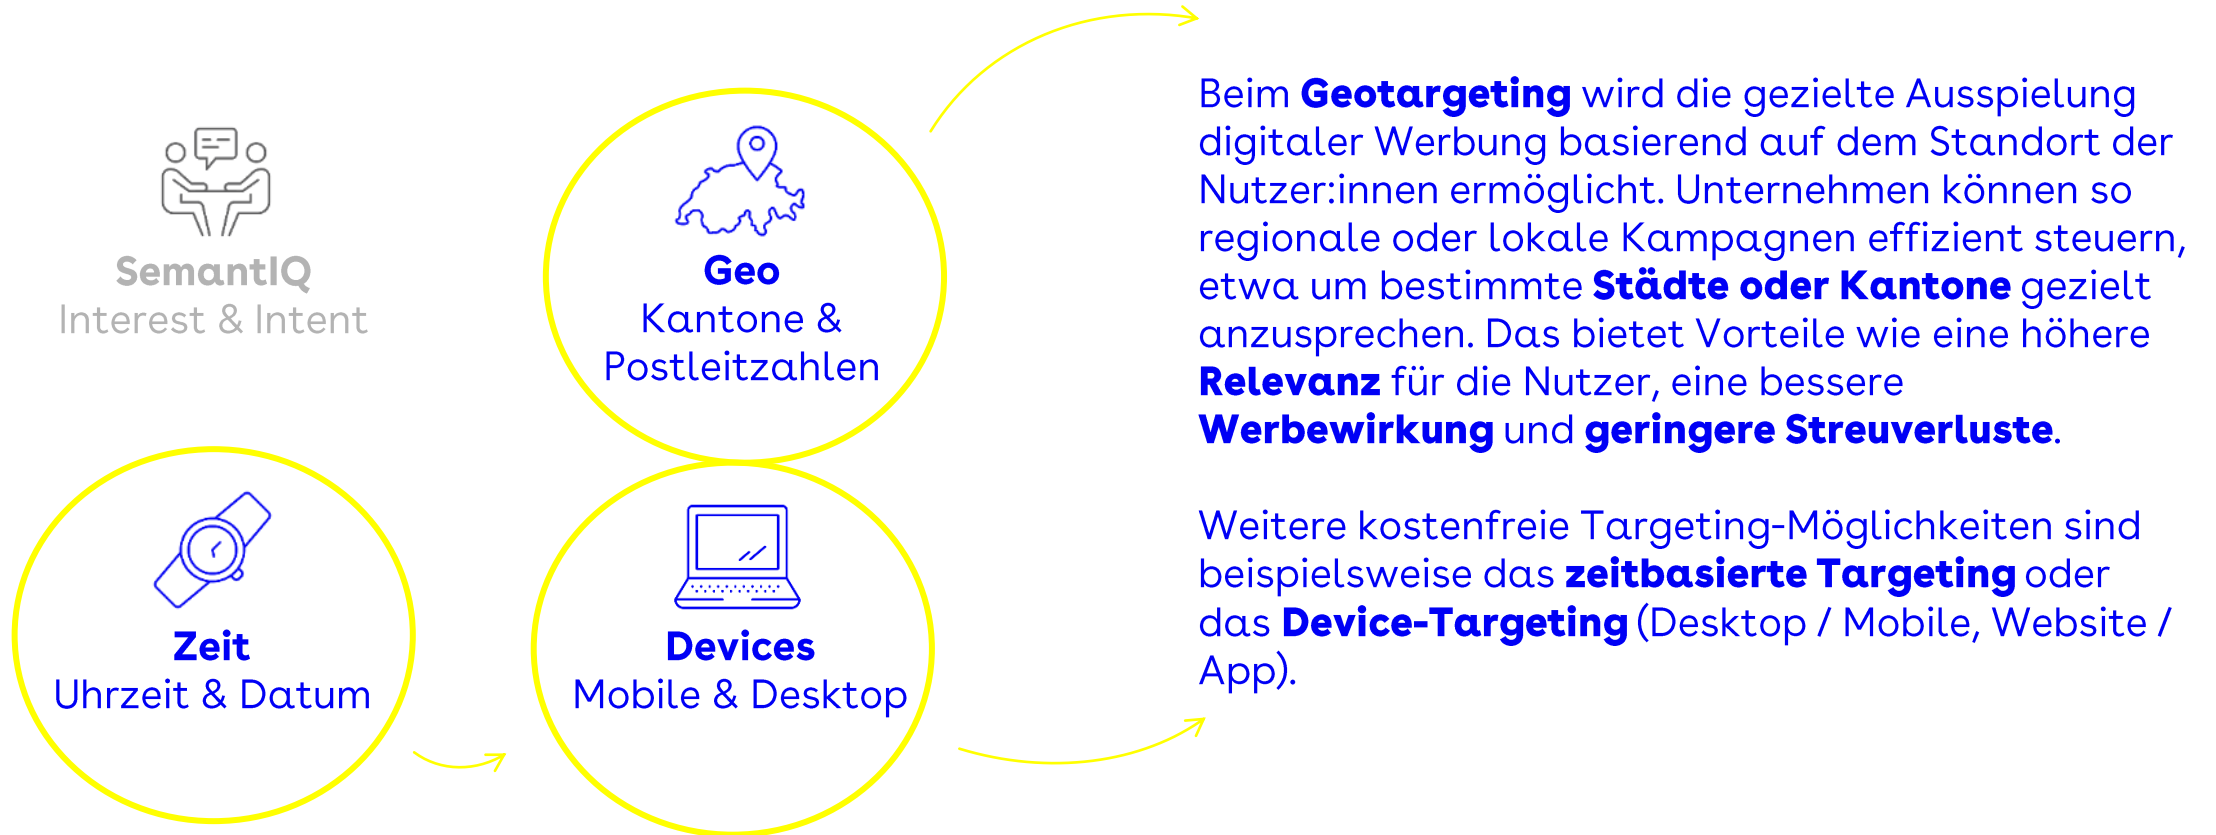 SemantIQ
Interest & Intent
Geo
Kantone &
Postleitzahlen
Zeit
Uhrzeit & Datum
Devices
Mobile & Desktop
Beim Geotargeting wird die gezielte Ausspielung
digitaler Werbung basierend auf dem Standort der
Nutzer:innen ermöglicht. Unternehmen können so
regionale oder lokale Kampagnen effizient steuern,
etwa um bestimmte Städte oder Kantone gezielt
anzusprechen. Das bietet Vorteile wie eine höhere
Relevanz für die Nutzer, eine bessere
Werbewirkung und geringere Streuverluste.
Weitere kostenfreie Targeting-Möglichkeiten sind
beispielsweise das zeitbasierte Targeting oder
das Device-Targeting (Desktop / Mobile, Website /
App).